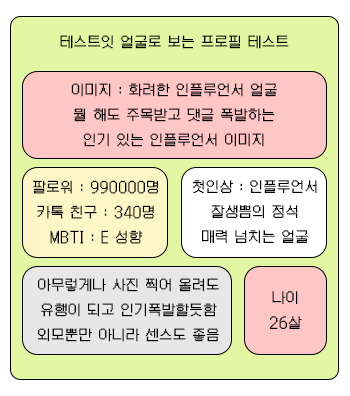 테스트잇 얼굴로 보는 프로필 테스트
이미지 : 화려한 인플루언서 얼굴
뭘 해도 주목받고 댓글 폭발하는
인기 있는 인플루언서 이미지
팔로워 : 990000명
카톡 친구 : 340명
MBTI : E 성향
첫인상 : 인플루언서
잘생쁨의 정석
매력 넘치는 얼굴
아무렇게나 사진 찍어 올려도
유행이 되고 인기폭발할듯함
외모뿐만 아니라 센스도 좋음
나이
26살